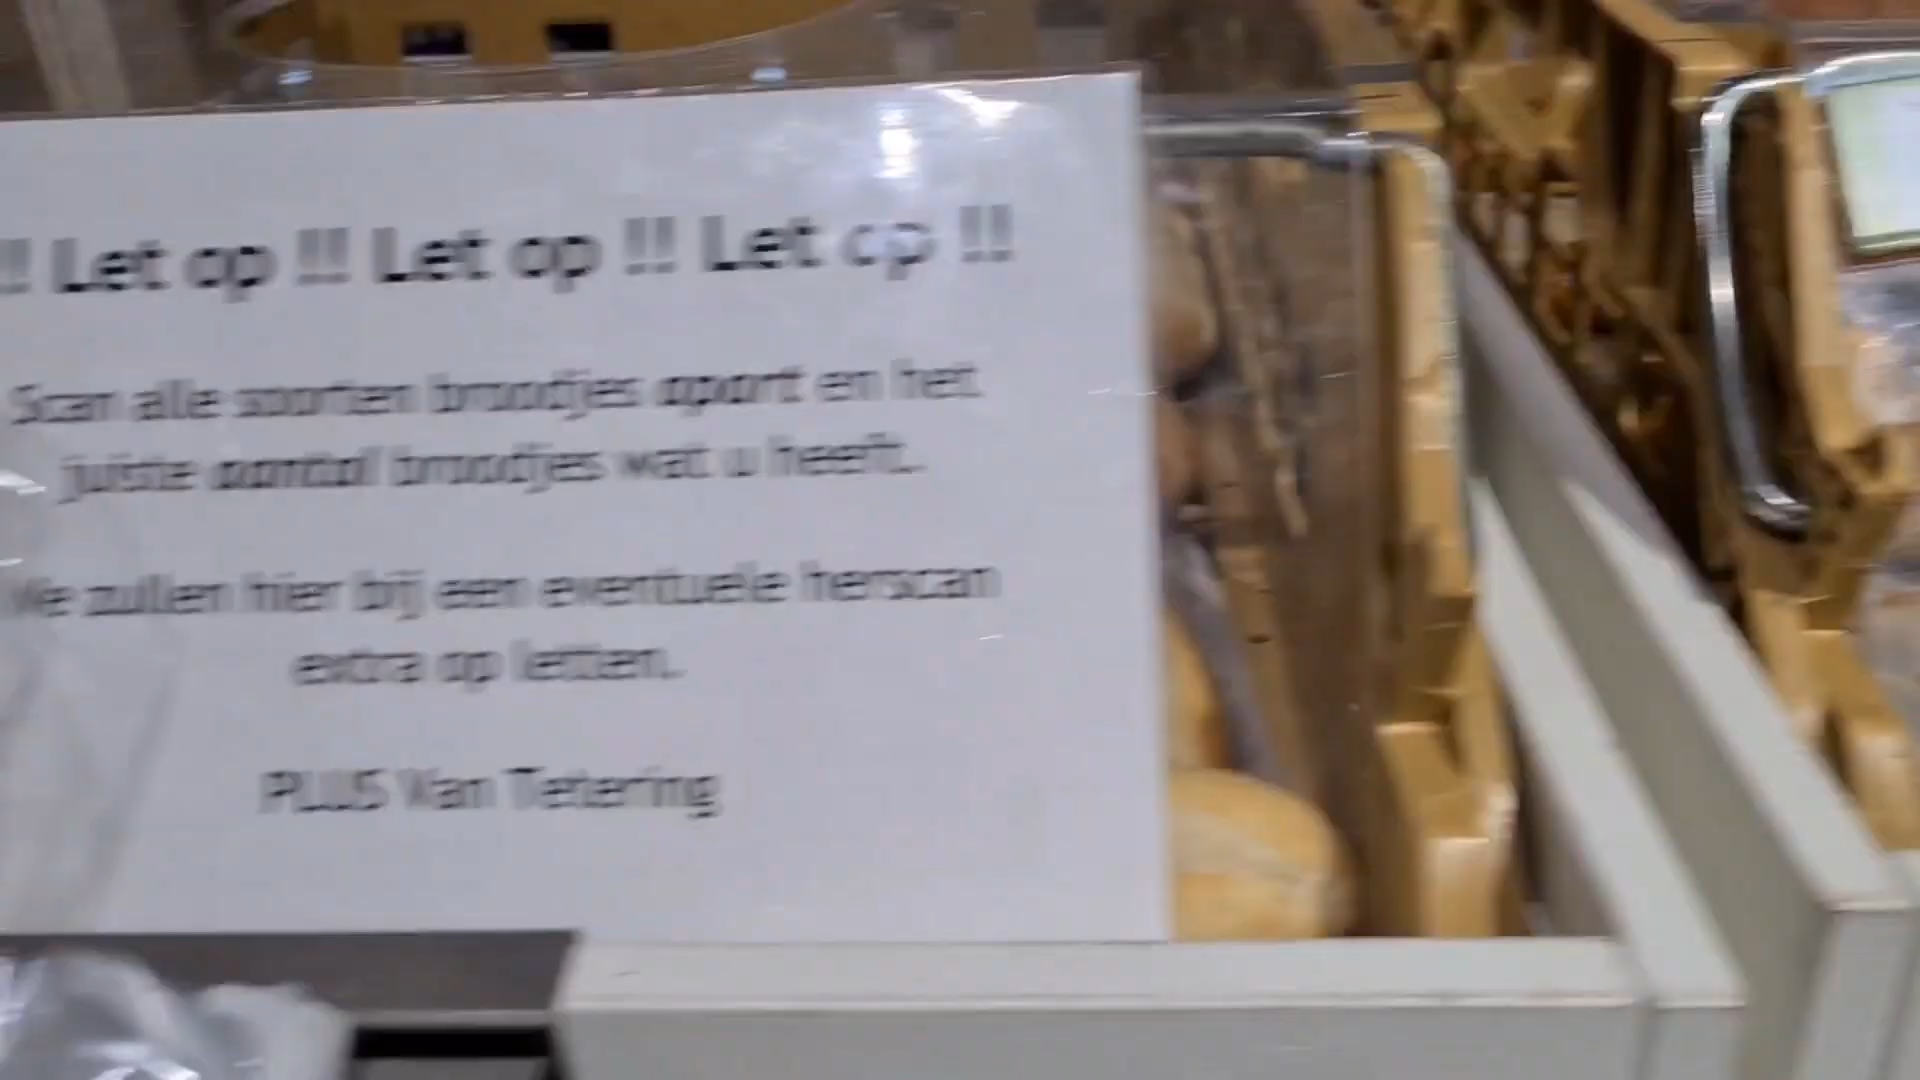 !! Let op !! Let op !! Let op !!
Scan alle soorten broodjes apart en het
juiste aantal broodjes wat u heeft.
We zullen hier bij een eventuele herscan
extra op letten.
PLUS Van Tetering